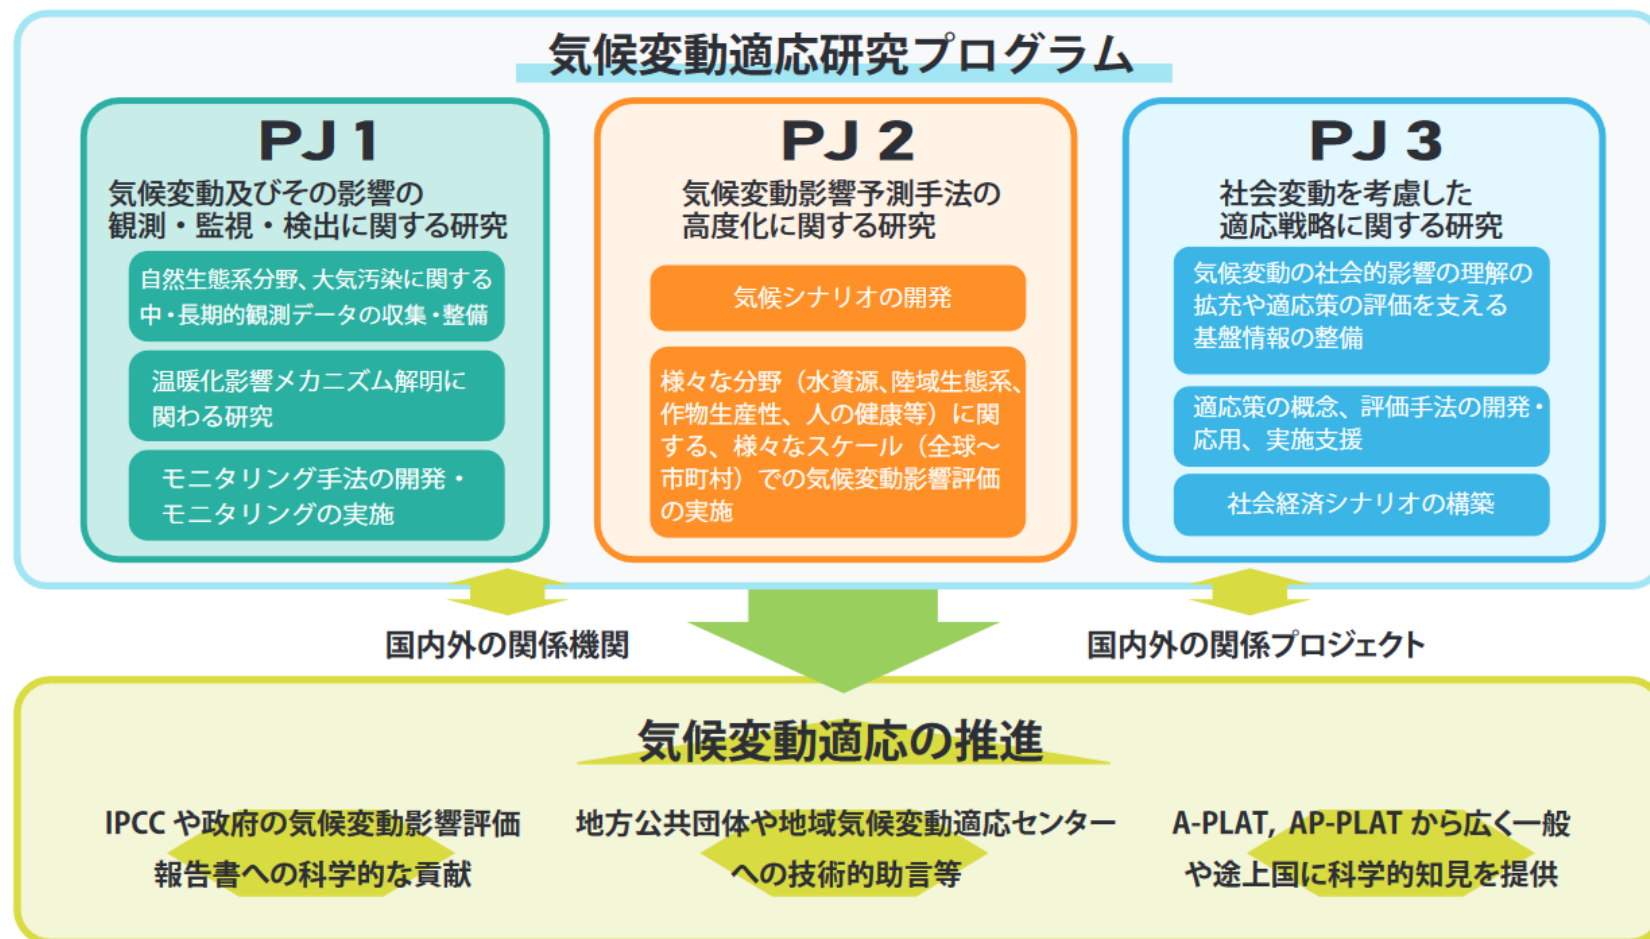 気候変動適応研究プログラム
PJ 1
気候変動及びその影響の
観測・監視・検出に関する研究
自然生態系分野、大気汚染に関する
中・長期的観測データの収集・整備
温暖化影響メカニズム解明に
関わる研究
モニタリング手法の開発・
モニタリングの実施
PJ 2
気候変動影響予測手法の
高度化に関する研究
気候シナリオの開発
様々な分野（水資源、陸域生態系、
作物生産性、人の健康等）に関
する、様々なスケール（全球～
市町村）での気候変動影響評価
の実施
PJ 3
社会変動を考慮した
適応戦略に関する研究
気候変動の社会的影響の理解の
拡充や適応策の評価を支える
基盤情報の整備
適応策の概念、評価手法の開発・
応用、実施支援
社会経済シナリオの構築
国内外の関係機関
国内外の関係プロジェクト
気候変動適応の推進
IPCC や政府の気候変動影響評価
報告書への科学的な貢献
地方公共団体や地域気候変動適応センター
への技術的助言等
A-PLAT, AP-PLAT から広く一般
や途上国に科学的知見を提供